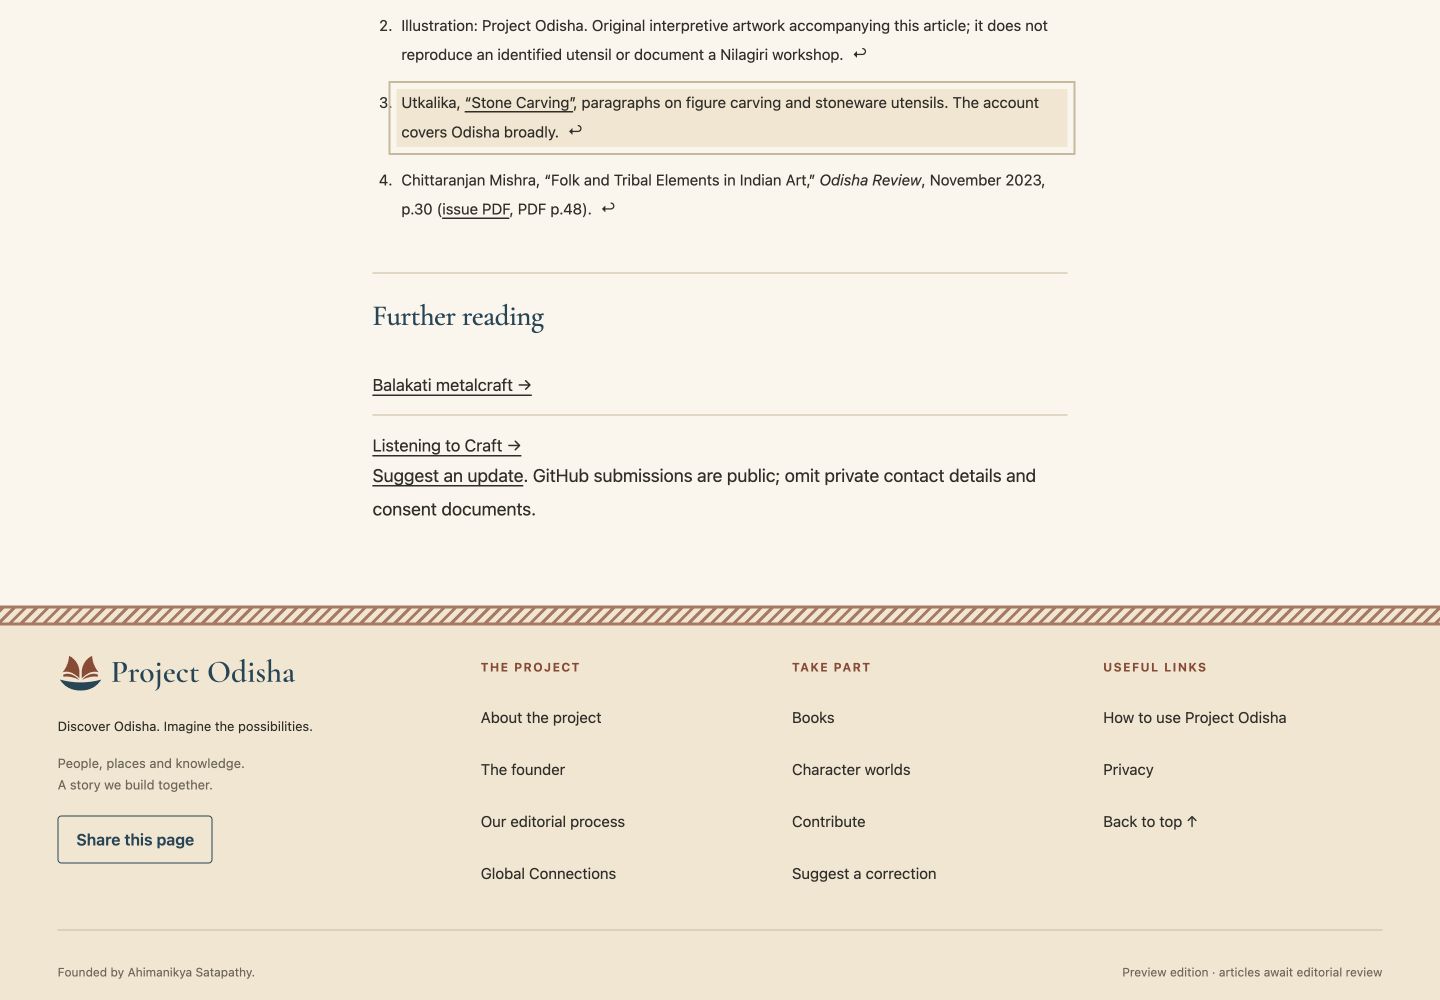 2. Illustration: Project Odisha. Original interpretive artwork accompanying this article; it does not
reproduce an identified utensil or document a Nilagiri workshop. ↩
3. Utkalika, “Stone Carving”, paragraphs on figure carving and stoneware utensils. The account
covers Odisha broadly. ↩
4. Chittaranjan Mishra, “Folk and Tribal Elements in Indian Art,” Odisha Review, November 2023,
p.30 (issue PDF, PDF p.48). ↩
Further reading
Balakati metalcraft →
Listening to Craft →
Suggest an update. GitHub submissions are public; omit private contact details and
consent documents.
Project Odisha
Discover Odisha. Imagine the possibilities.
People, places and knowledge.
A story we build together.
Share this page
THE PROJECT
About the project
The founder
Our editorial process
Global Connections
TAKE PART
Books
Character worlds
Contribute
Suggest a correction
USEFUL LINKS
How to use Project Odisha
Privacy
Back to top ↑
Founded by Ahimanikya Satapathy.
Preview edition · articles await editorial review